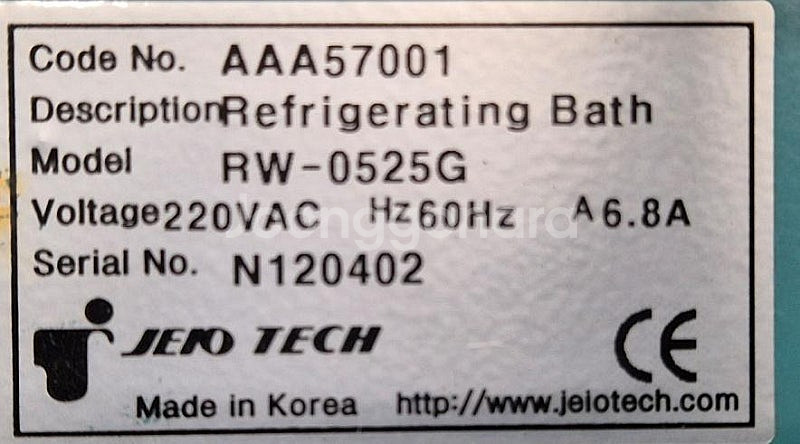 Code No. AAA57001
Description Refrigerating Bath
Model RW-0525G
Voltage 220VAC Hz 60Hz A 6.8A
Joonggonara
Serial No. N120402
JEIO TECH
CE
Made in Korea http://www.jeiotech.com